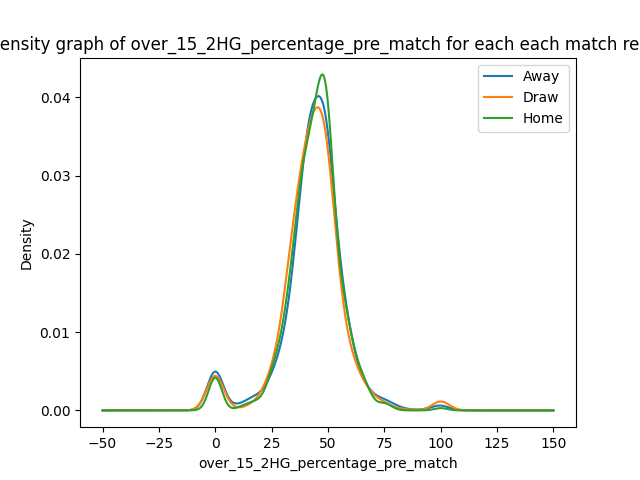 ensity graph of over_15_2HG_percentage_pre_match for each each match re
Away
Draw
Home
0.04
0.03
0.02
0.01
0.00
Density
−50
−25
0
25
50
75
100
125
150
over_15_2HG_percentage_pre_match